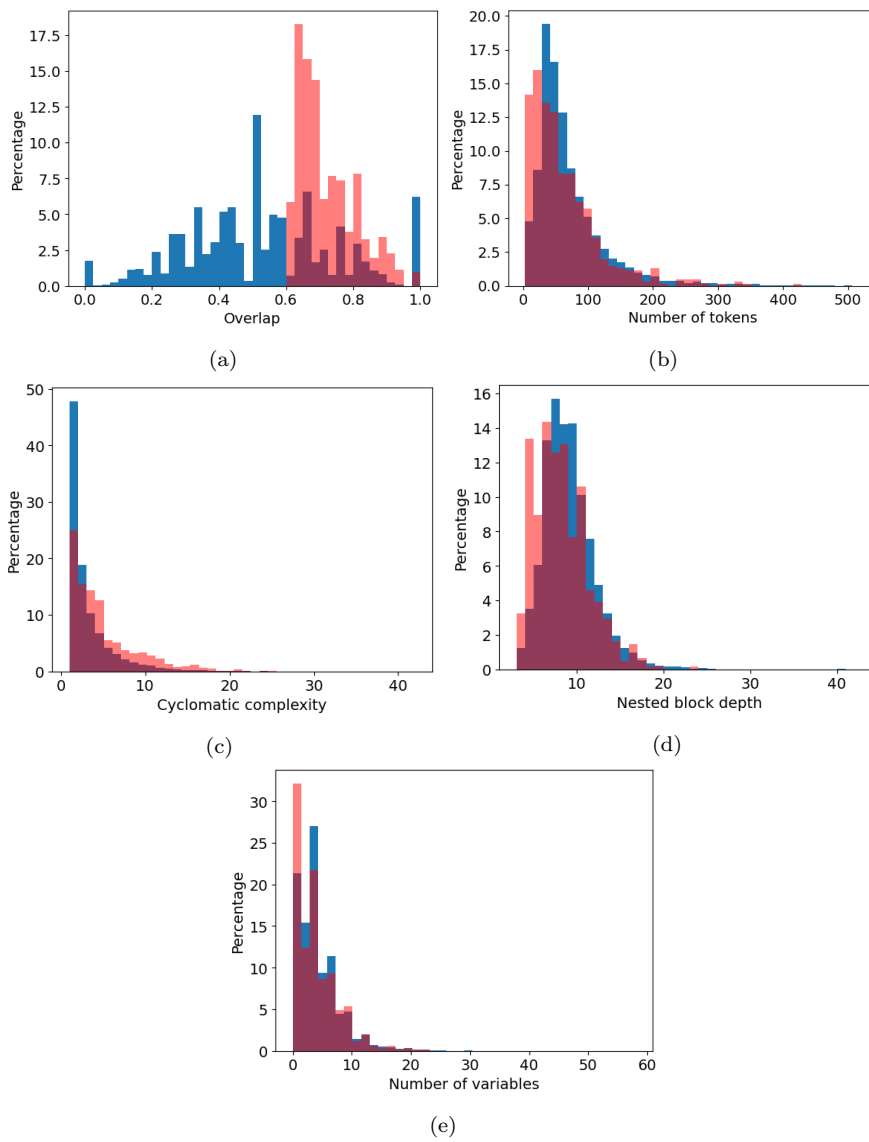 17.5
15.0
12.5
10.0
7.5
5.0
2.5
0.0
Percentage
0.0 0.2 0.4 0.6 0.8 1.0
Overlap
(a)
20.0
17.5
15.0
12.5
10.0
7.5
5.0
2.5
0.0
Percentage
0 100 200 300 400 500
Number of tokens
(b)
50
40
30
20
10
0
Percentage
0 10 20 30 40
Cyclomatic complexity
(c)
16
14
12
10
8
6
4
2
0
Percentage
10 20 30 40
Nested block depth
(d)
30
25
20
15
10
5
0
Percentage
0 10 20 30 40 50 60
Number of variables
(e)